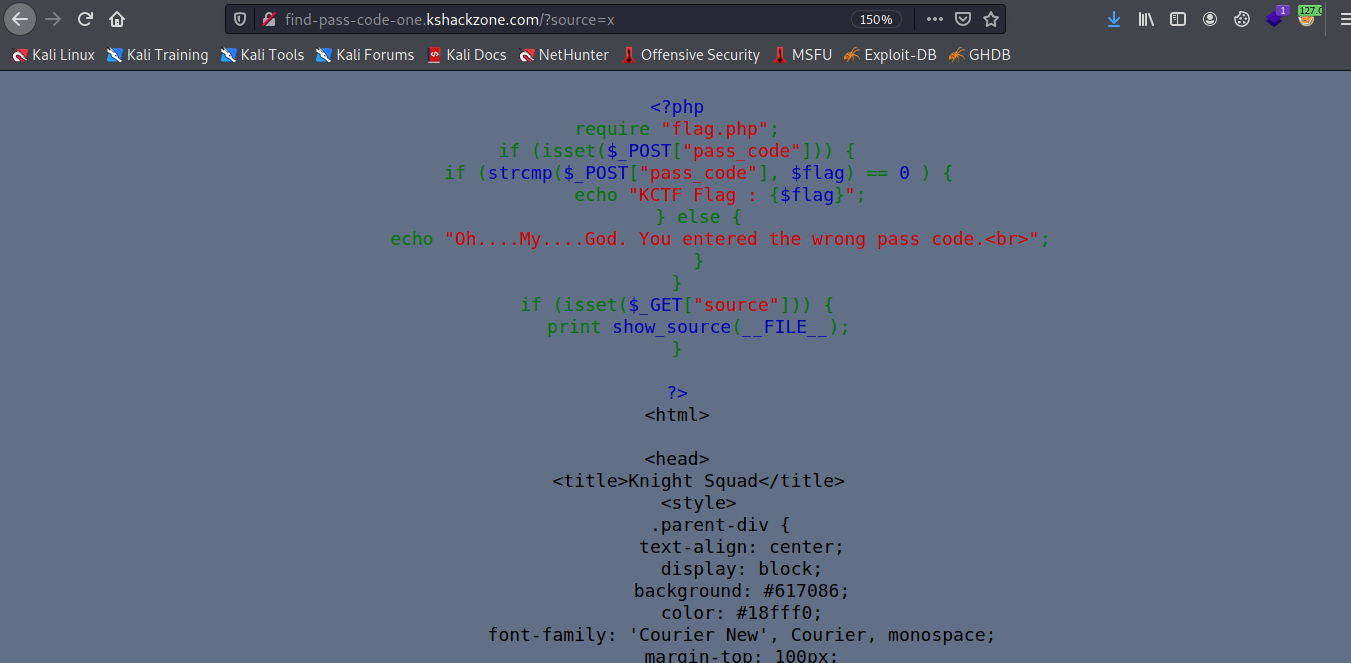 find-pass-code-one.kshackzone.com/?source=x 150% 1 127.0
Kali Linux Kali Training Kali Tools Kali Forums Kali Docs NetHunter Offensive Security MSFU Exploit-DB GHDB
<?php
require "flag.php";
if (isset($_POST["pass_code"])) {
if (strcmp($_POST["pass_code"], $flag) == 0 ) {
echo "KCTF Flag : {$flag}";
} else {
echo "Oh....My....God. You entered the wrong pass code.<br>";
}
}
if (isset($_GET["source"])) {
print show_source(__FILE__);
}
?>
<html>
<head>
<title>Knight Squad</title>
<style>
.parent-div {
text-align: center;
display: block;
background: #617086;
color: #18fff0;
font-family: 'Courier New', Courier, monospace;
margin-top: 100px;